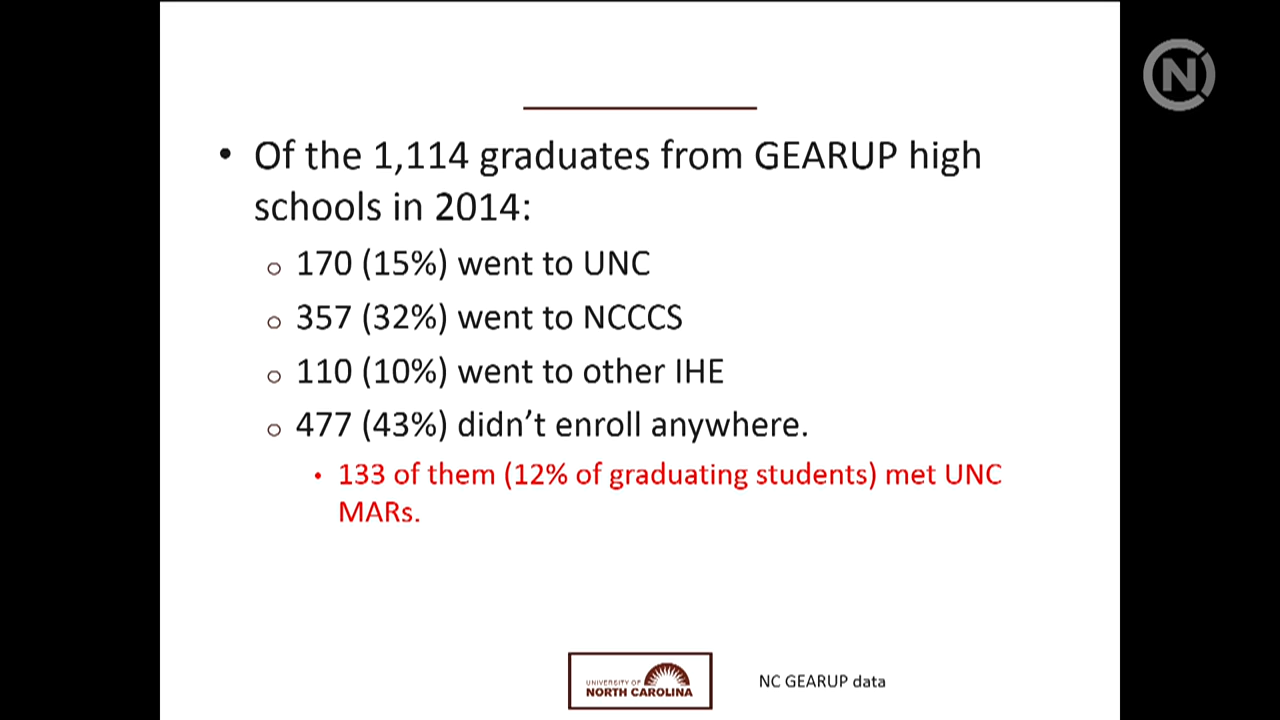 • Of the 1,114 graduates from GEARUP high
schools in 2014:
o 170 (15%) went to UNC
o 357 (32%) went to NCCCS
o 110 (10%) went to other IHE
o 477 (43%) didn't enroll anywhere.
• 133 of them (12% of graduating students) met UNC
MARs.
UNIVERSITY OF
NORTH CAROLINA
NC GEARUP data
N